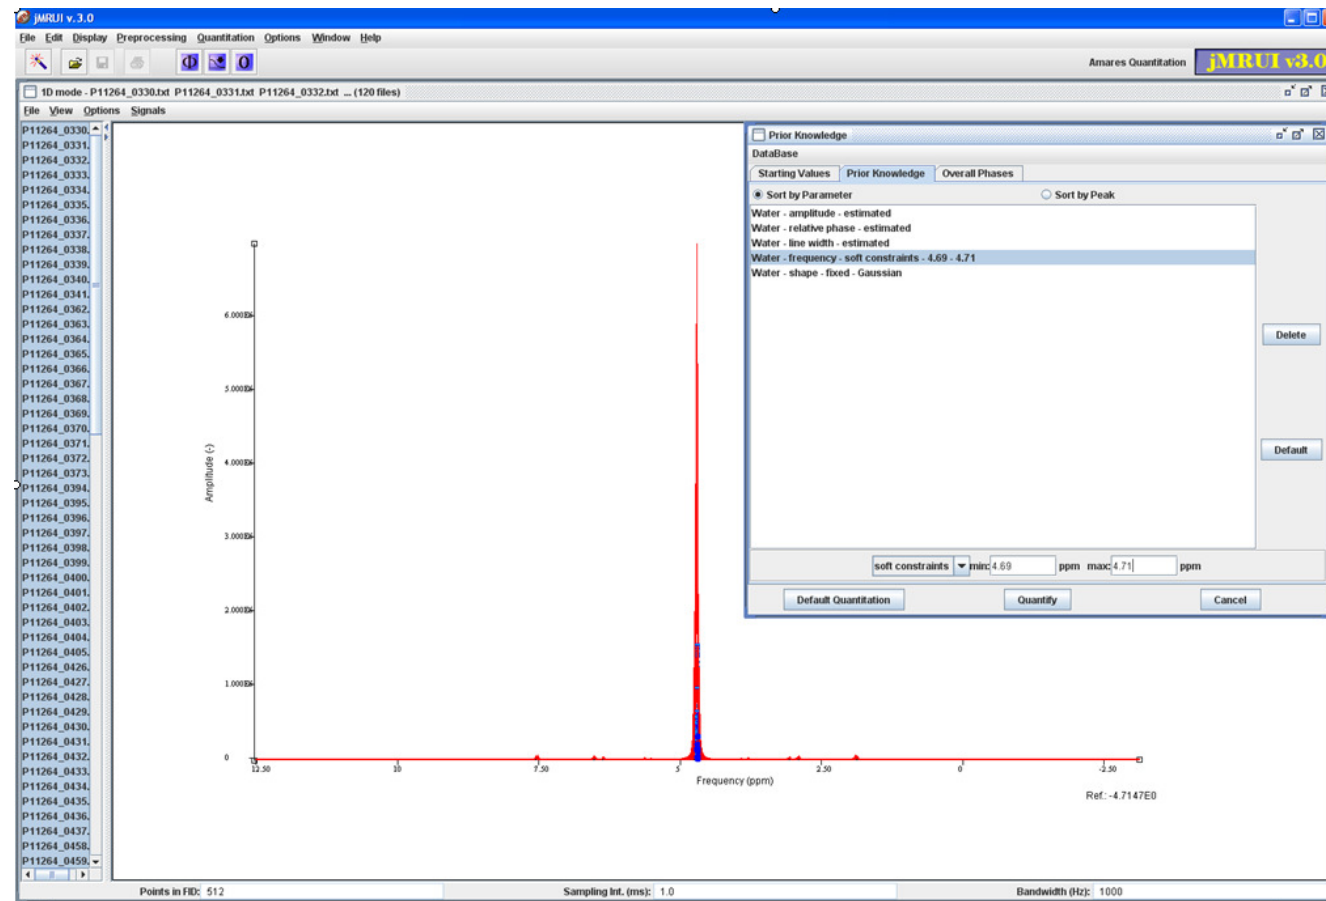 jMRUI v. 3.0
File Edit Display Preprocessing Quantitation Options Window Help
Amares Quantitation jMRUI v3.0
1D mode - P11264_0330.txt P11264_0331.txt P11264_0332.txt ... (120 files)
File View Options Signals
P11264_0330.
P11264_0331.
P11264_0332.
P11264_0333.
P11264_0334.
P11264_0335.
P11264_0336.
P11264_0337.
P11264_0338.
P11264_0339.
P11264_0340.
P11264_0341.
P11264_0362.
P11264_0363.
P11264_0364.
P11264_0365.
P11264_0366.
P11264_0367.
P11264_0368.
P11264_0369.
P11264_0370.
P11264_0371.
P11264_0372.
P11264_0373.
P11264_0394.
P11264_0395.
P11264_0396.
P11264_0397.
P11264_0398.
P11264_0399.
P11264_0400.
P11264_0401.
P11264_0402.
P11264_0403.
P11264_0404.
P11264_0405.
P11264_0426.
P11264_0427.
P11264_0428.
P11264_0429.
P11264_0430.
P11264_0431.
P11264_0432.
P11264_0433.
P11264_0434.
P11264_0435.
P11264_0436.
P11264_0437.
P11264_0458.
P11264_0459.
Amplitude (-)
0
12.50 10 7.50 5 2.50 0 -2.50
Frequency (ppm)
Ref.: -4.7147E0
Prior Knowledge
DataBase
Starting Values Prior Knowledge Overall Phases
Sort by Parameter Sort by Peak
Water - amplitude - estimated
Water - relative phase - estimated
Water - line width - estimated
Water - frequency - soft constraints - 4.69 - 4.71
Water - shape - fixed - Gaussian
Delete
Default
soft constraints min: 4.69 ppm max: 4.71 ppm
Default Quantitation Quantify Cancel
Points in FID: 512 Sampling Int. (ms): 1.0 Bandwidth (Hz): 1000